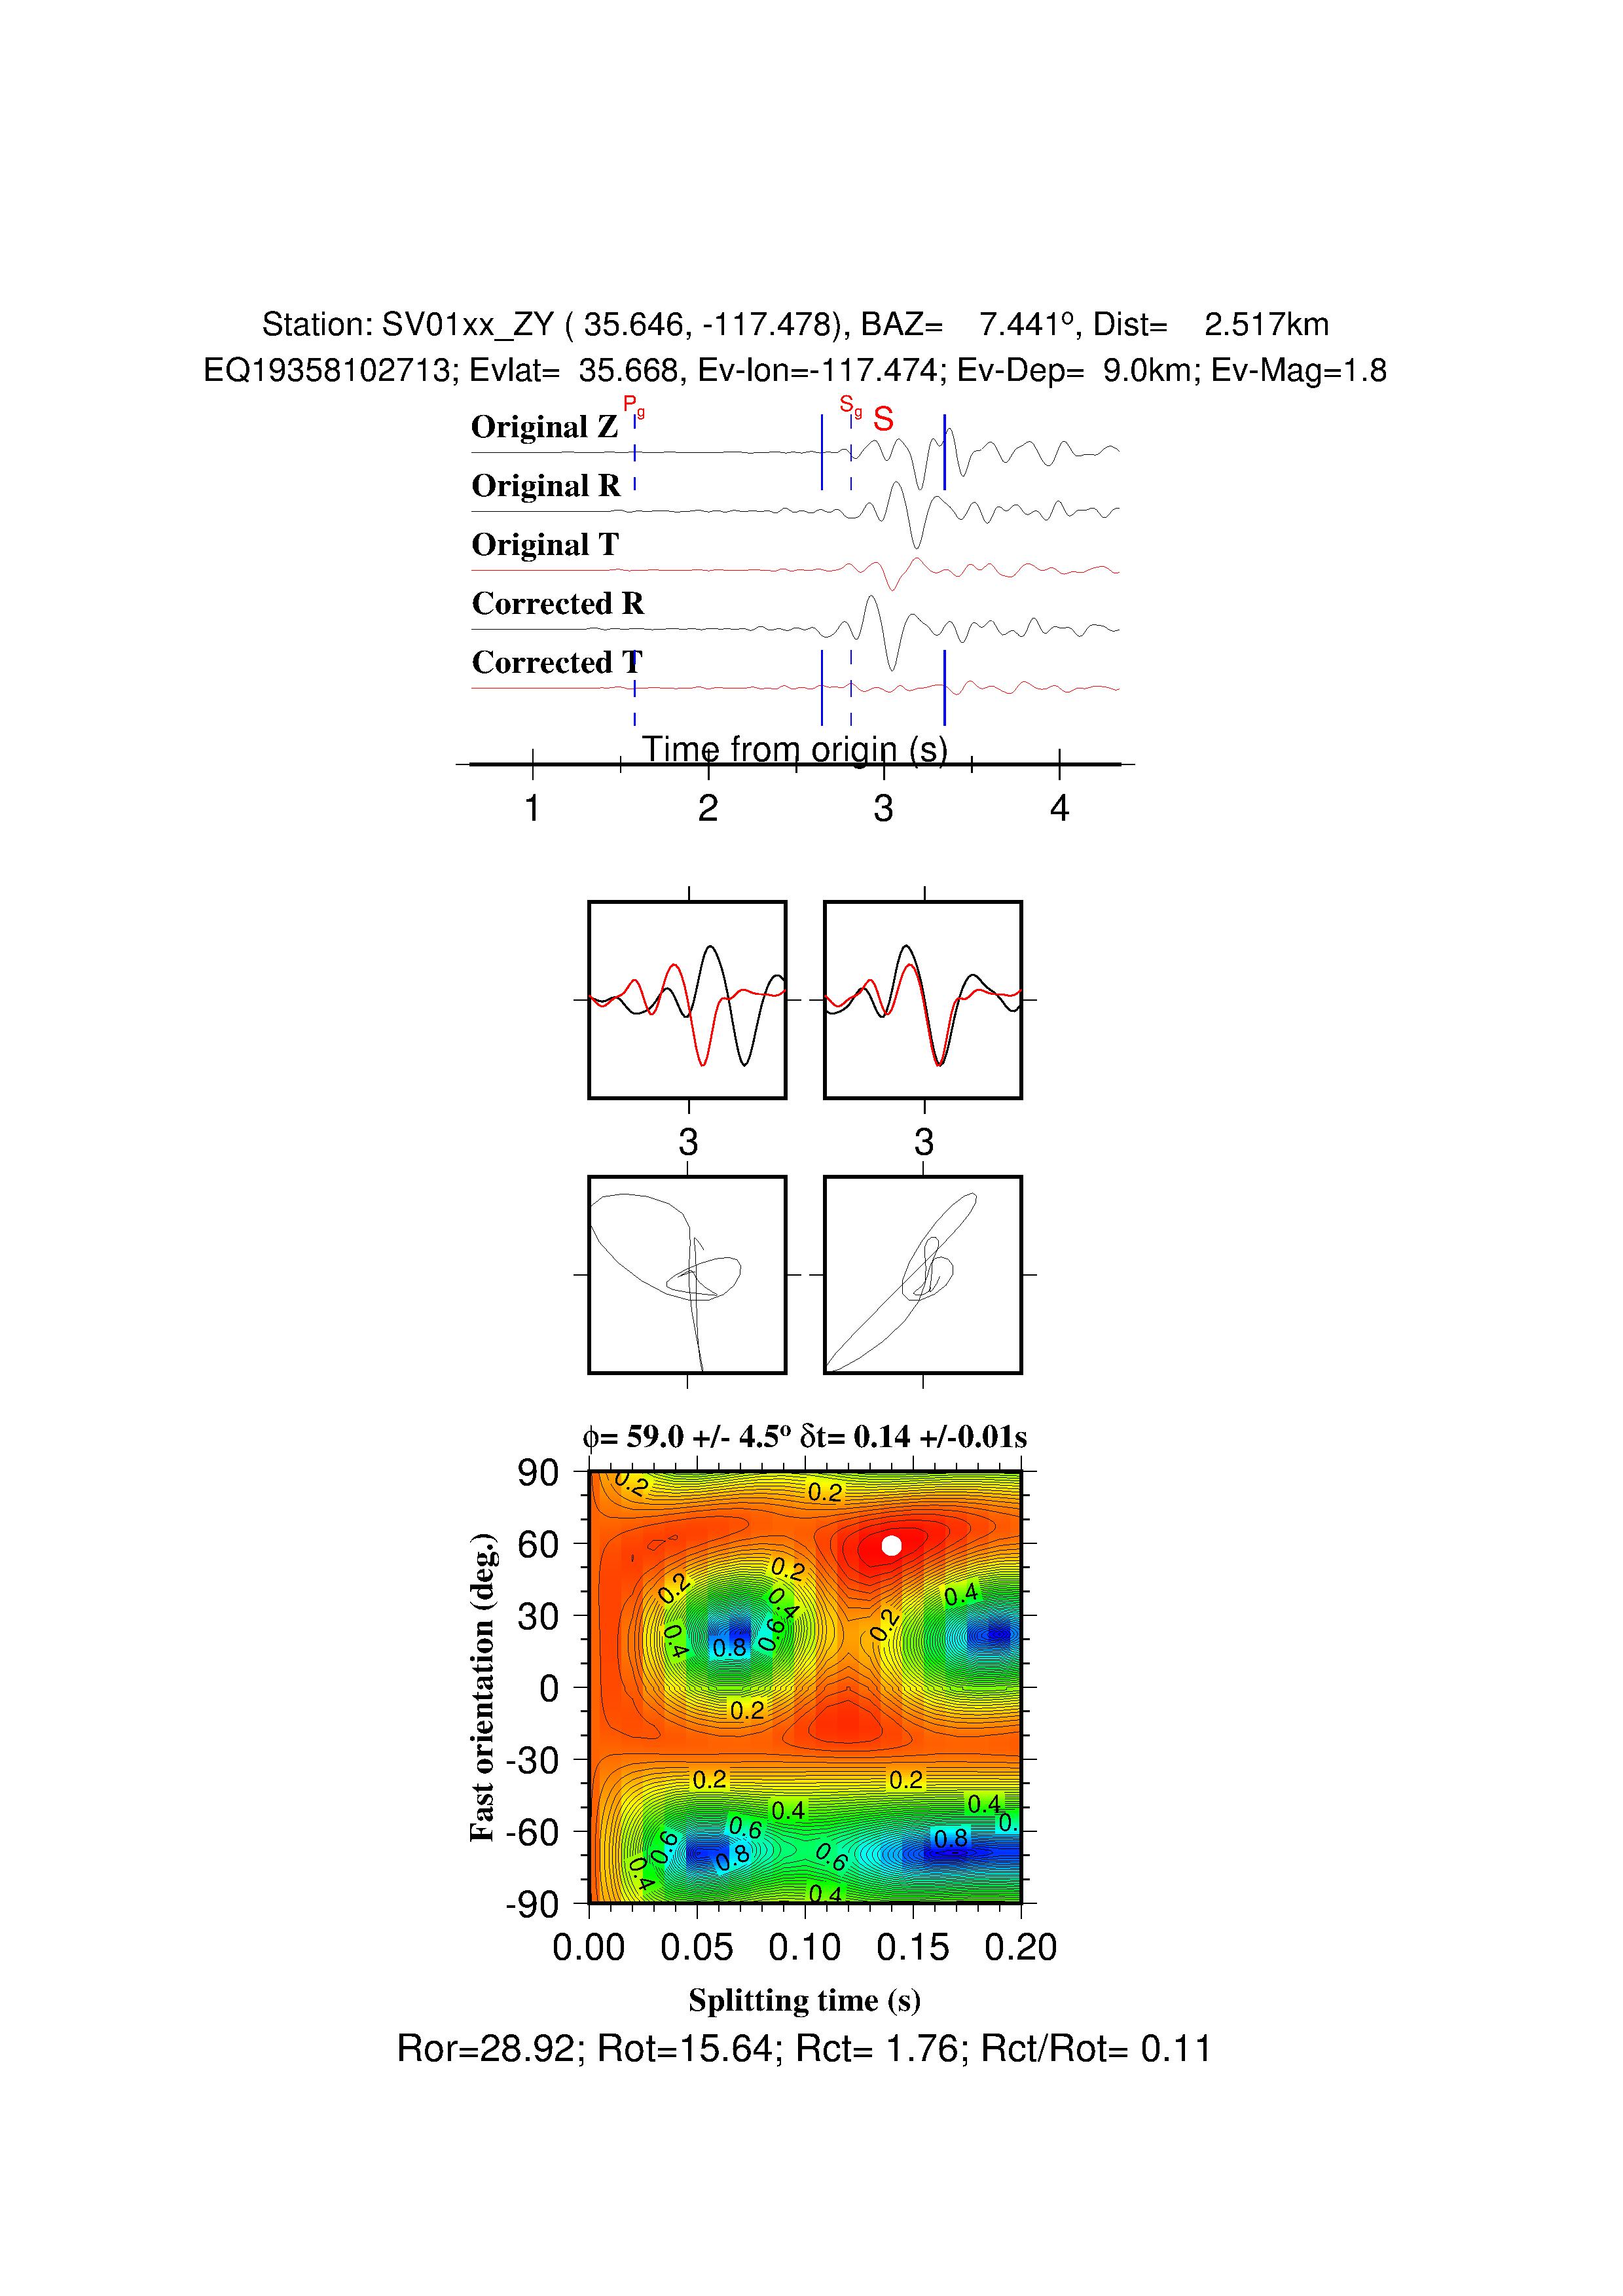 Station: SV01xx_ZY ( 35.646, -117.478), BAZ= 7.441º, Dist= 2.517km
EQ19358102713; Evlat= 35.668, Ev-lon=-117.474; Ev-Dep= 9.0km; Ev-Mag=1.8
Pg Sg S
Original Z
Original R
Original T
Corrected R
Corrected T
Time from origin (s)
1 2 3 4
3 3
ϕ= 59.0 +/- 4.5º δt= 0.14 +/-0.01s
90
60
30
0
-30
-60
-90
Fast orientation (deg.)
0.2
0.2
0.2
0.2
0.4
0.4
0.4
0.6
0.8
0.2
0.2
0.2
0.2
0.4
0.4
0.
0.6
0.6
0.8
0.8
0.6
0.4
0.4
0.00 0.05 0.10 0.15 0.20
Splitting time (s)
Ror=28.92; Rot=15.64; Rct= 1.76; Rct/Rot= 0.11